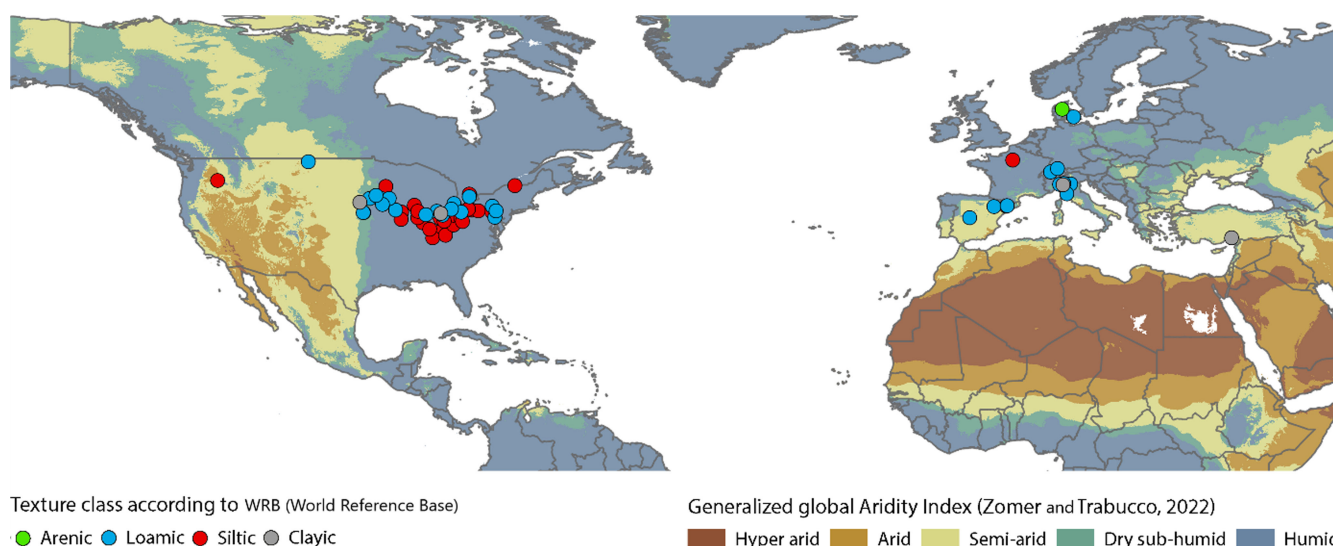 Texture class according to WRB (World Reference Base)
Arenic Loamic Siltic Clayic
Generalized global Aridity Index (Zomer and Trabucco, 2022)
Hyper arid Arid Semi-arid Dry sub-humid Humid